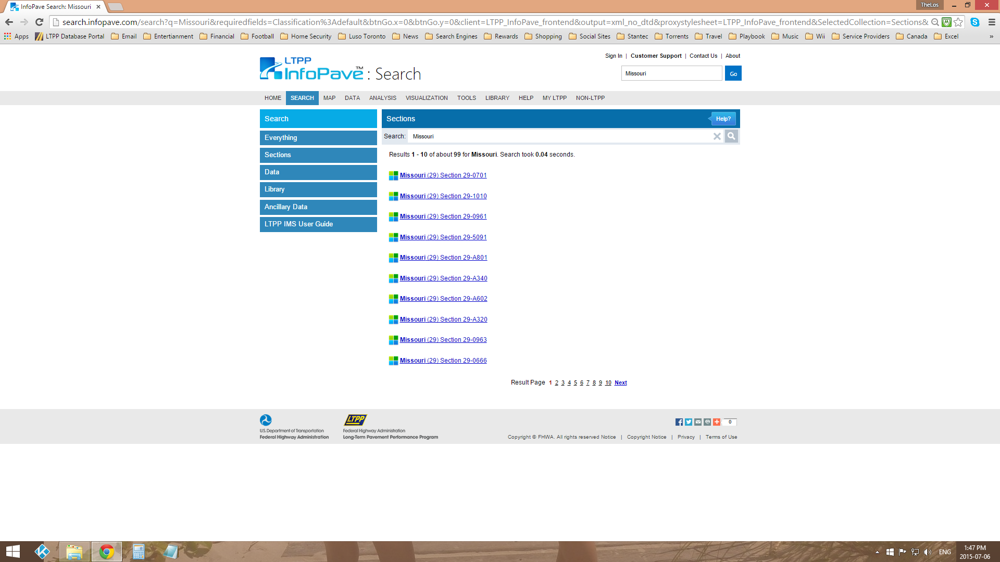 InfoPave Search: Missouri
TheLos
search.infopave.com/search?q=Missouri&requiredfields=Classification%3Adefault&btnGo.x=0&btnGo.y=0&client=LTPP_InfoPave_frontend&output=xml_no_dtd&proxystylesheet=LTPP_InfoPave_frontend&SelectedCollection=Sections&
Apps LTPP Database Portal Email Entertianment Financial Football Home Security Luso Toronto News Search Engines Rewards Shopping Social Sites Stantec Torrents Travel Playbook Music Wii Service Providers Canada Excel »
Sign In | Customer Support | Contact Us | About
LTPP
InfoPave™ : Search
Missouri Go
HOME SEARCH MAP DATA ANALYSIS VISUALIZATION TOOLS LIBRARY HELP MY LTPP NON-LTPP
Search
Everything
Sections
Data
Library
Ancillary Data
LTPP IMS User Guide
Sections Help?
Search: Missouri
Results 1 - 10 of about 99 for Missouri. Search took 0.04 seconds.
Missouri (29) Section 29-0701
Missouri (29) Section 29-1010
Missouri (29) Section 29-0961
Missouri (29) Section 29-5091
Missouri (29) Section 29-A801
Missouri (29) Section 29-A340
Missouri (29) Section 29-A602
Missouri (29) Section 29-A320
Missouri (29) Section 29-0963
Missouri (29) Section 29-0666
Result Page 1 2 3 4 5 6 7 8 9 10 Next
U.S. Department of Transportation
Federal Highway Administration
LTPP
Federal Highway Administration
Long-Term Pavement Performance Program
0
Copyright © FHWA. All rights reserved Notice | Copyright Notice | Privacy | Terms of Use
ENG
1:47 PM
2015-07-06